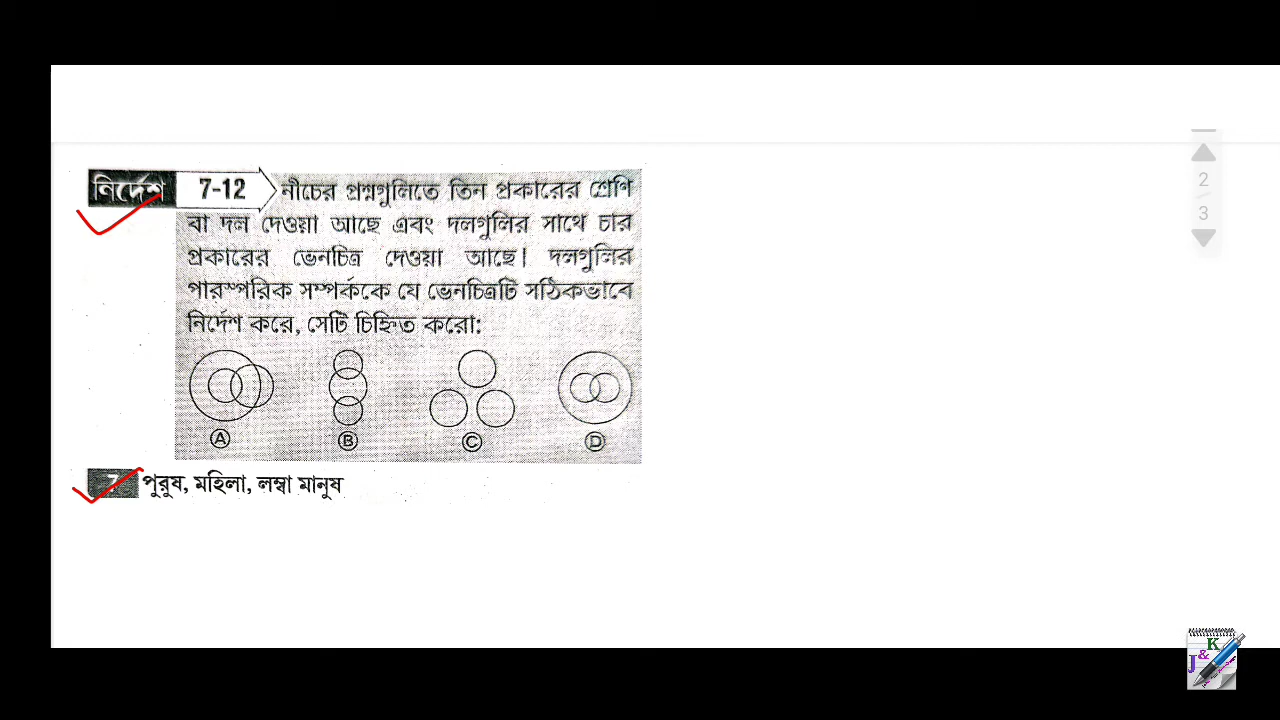 নির্দেশ 7-12 নীচের প্রশ্নগুলিতে তিন প্রকারের শ্রেণি
বা দল দেওয়া আছে এবং দলগুলির সাথে চার
প্রকারের ভেনচিত্র দেওয়া আছে। দলগুলির
পারস্পরিক সম্পর্ককে যে ভেনচিত্রটি সঠিকভাবে
নির্দেশ করে, সেটি চিহ্নিত করো:
A B C D
7 পুরুষ, মহিলা, লম্বা মানুষ
2
3
J & K